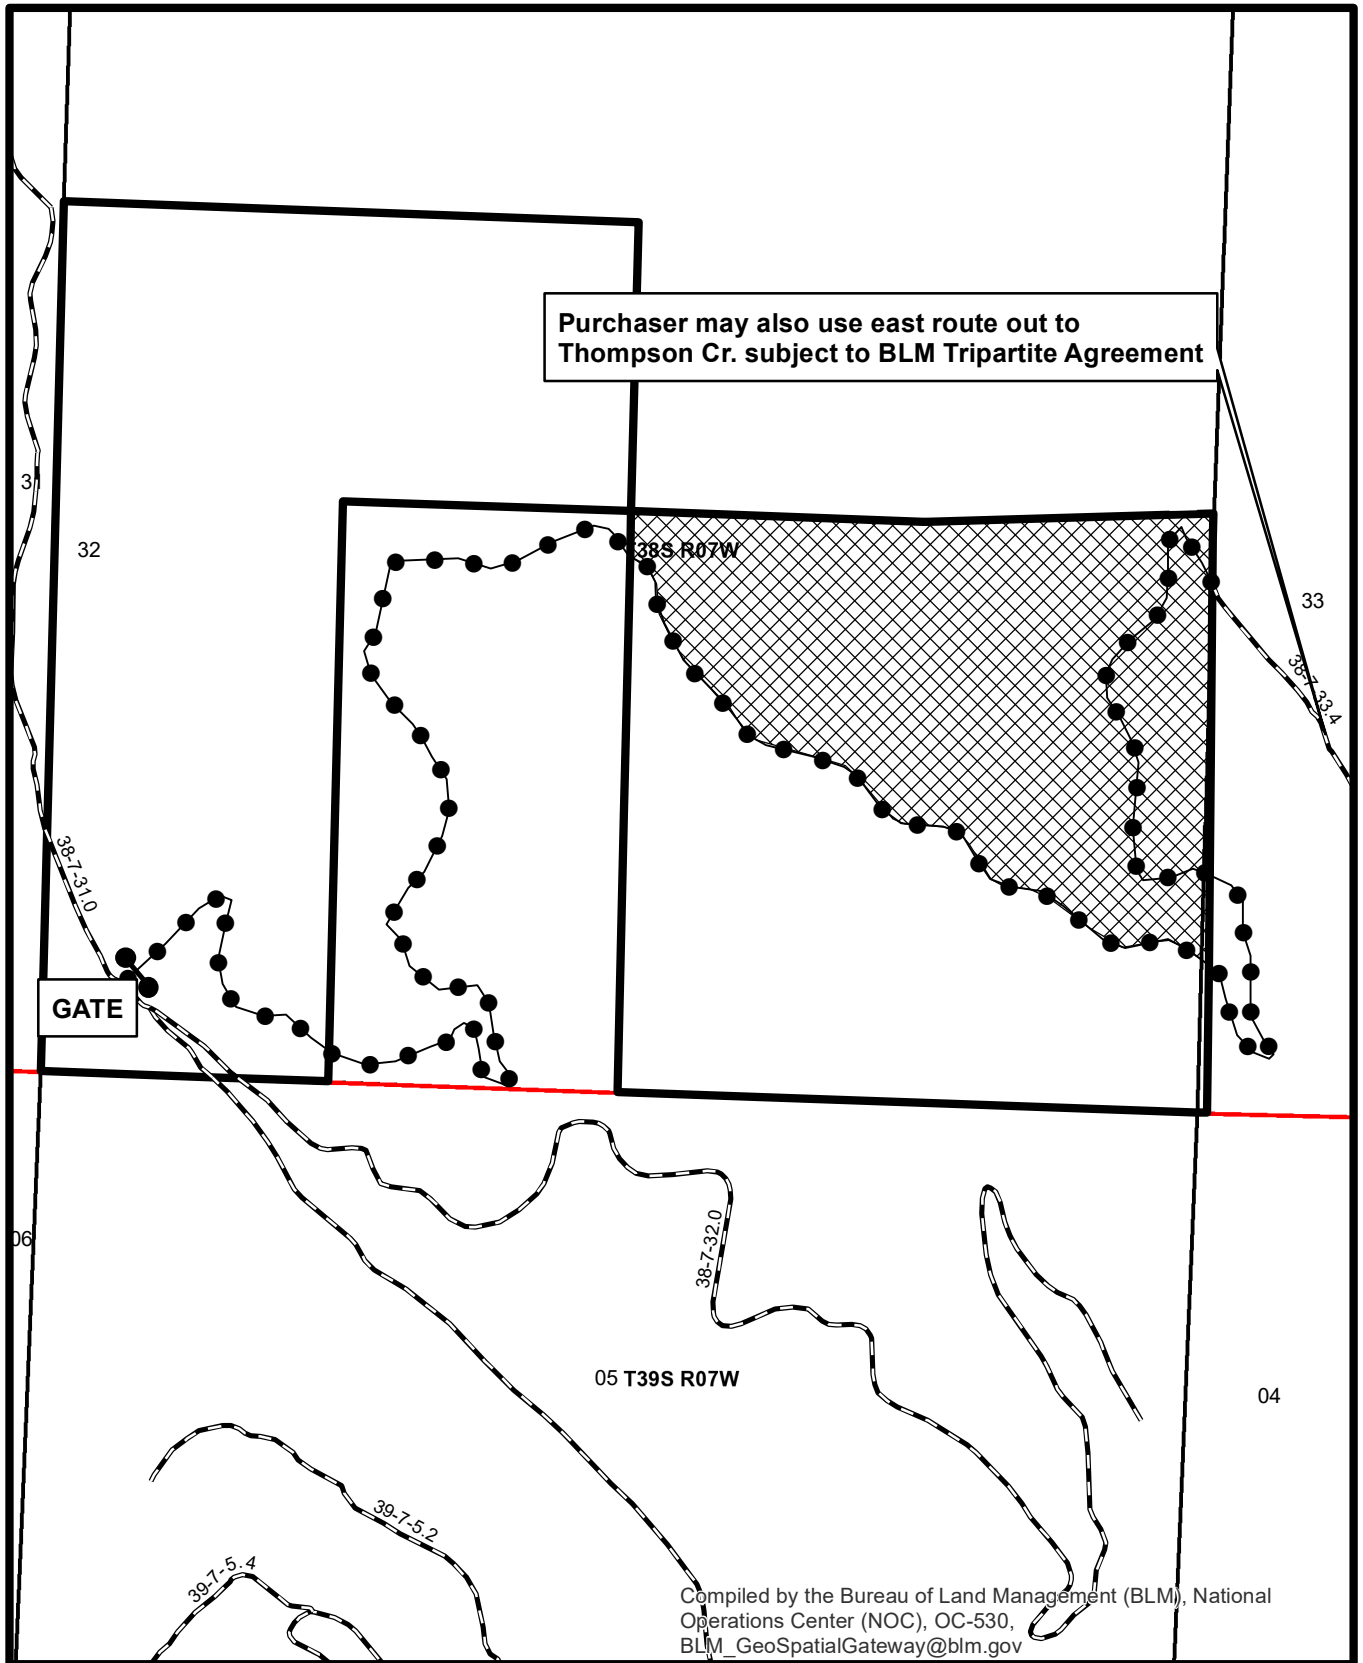 Purchaser may also use east route out to
Thompson Cr. subject to BLM Tripartite Agreement
3
32
T38S R07W
33
38-7-33.4
38-7-31.0
GATE
06
38-7-32.0
05 T39S R07W
04
39-7-5.2
39-7-5.4
Compiled by the Bureau of Land Management (BLM), National
Operations Center (NOC), OC-530,
BLM_GeoSpatialGateway@blm.gov